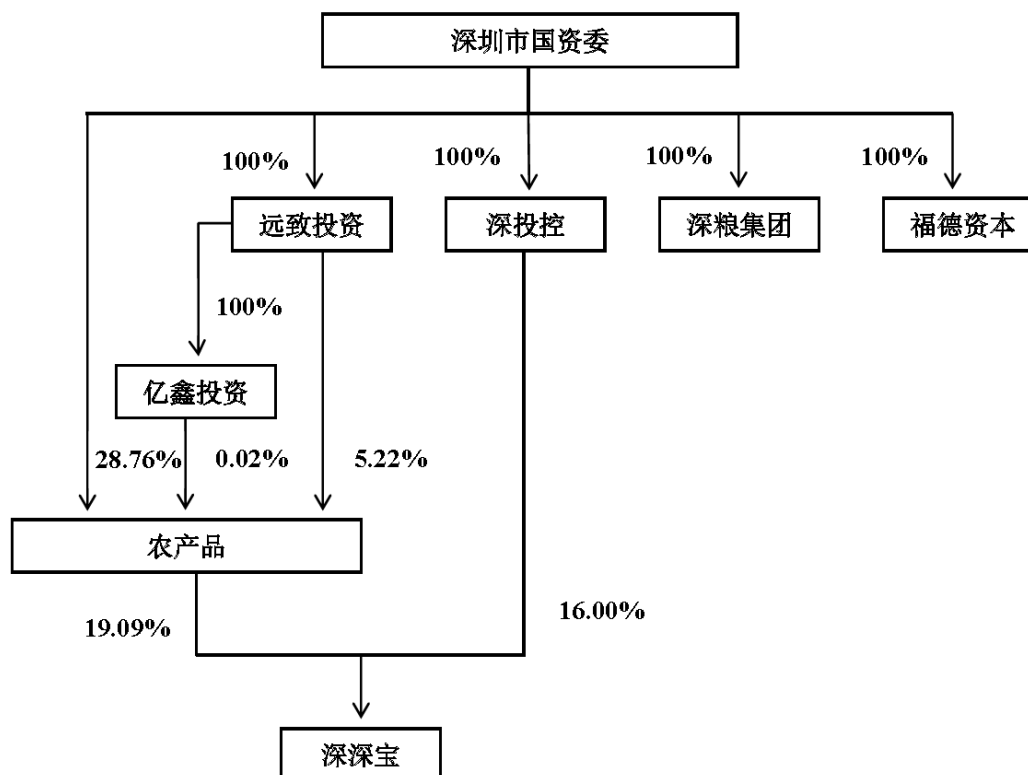 深圳市国资委
100%
100%
100%
100%
远致投资
深投控
深粮集团
福德资本
100%
亿鑫投资
28.76%
0.02%
5.22%
农产品
19.09%
16.00%
深深宝